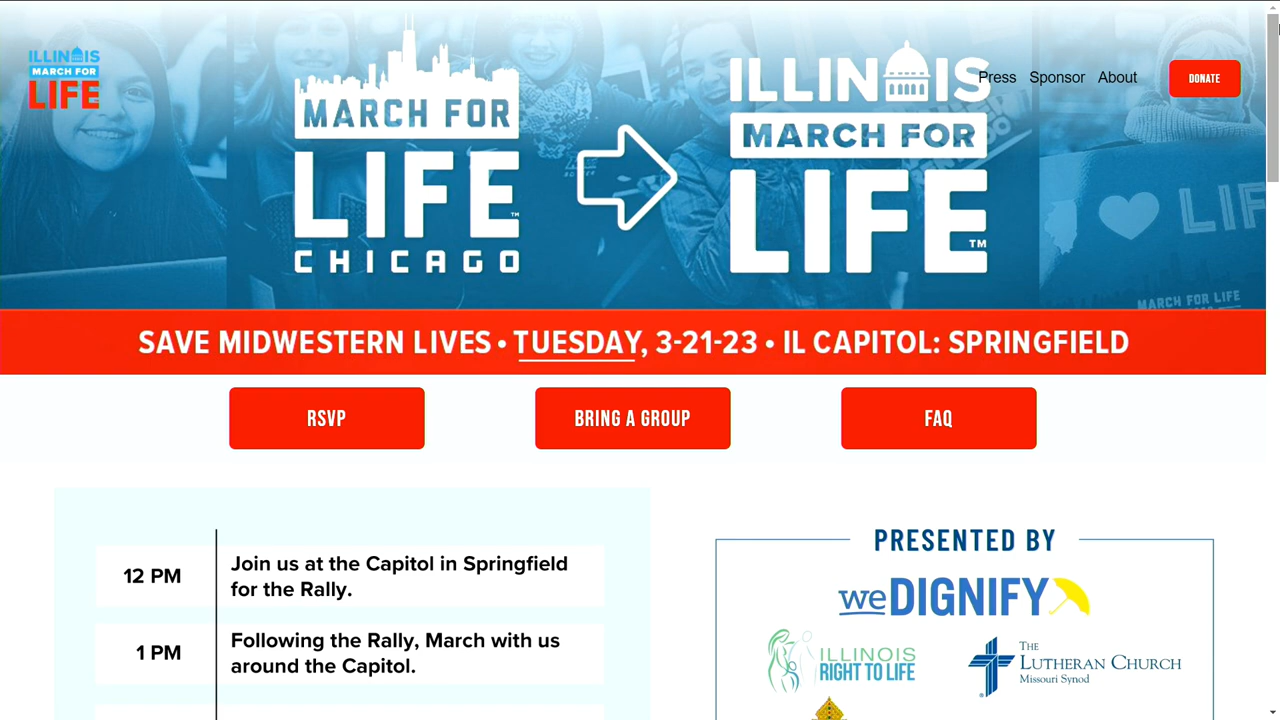 ILLINOIS
MARCH FOR
LIFE
MARCH FOR
LIFE™
CHICAGO
ILLINOIS
MARCH FOR
LIFE™
Press Sponsor About
DONATE
LIF
MARCH FOR LIFE
SAVE MIDWESTERN LIVES • TUESDAY, 3-21-23 • IL CAPITOL: SPRINGFIELD
RSVP
BRING A GROUP
FAQ
12 PM
Join us at the Capitol in Springfield
for the Rally.
1 PM
Following the Rally, March with us
around the Capitol.
PRESENTED BY
weDIGNIFY
ILLINOIS
RIGHT TO LIFE
THE
LUTHERAN CHURCH
Missouri Synod